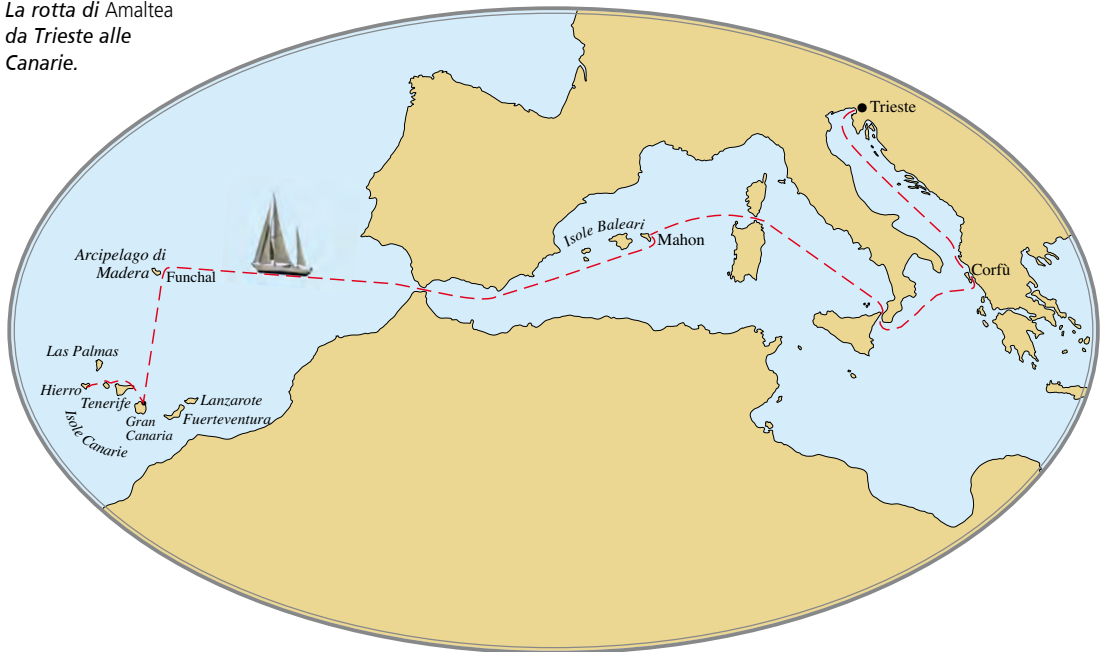 La rotta di Amaltea
da Trieste alle
Canarie.
Trieste
Isole Baleari
Mahon
Arcipelago di
Madera
Funchal
Corfù
Las Palmas
Hierro
Tenerife
Lanzarote
Fuerteventura
Gran
Canaria
Isole Canarie